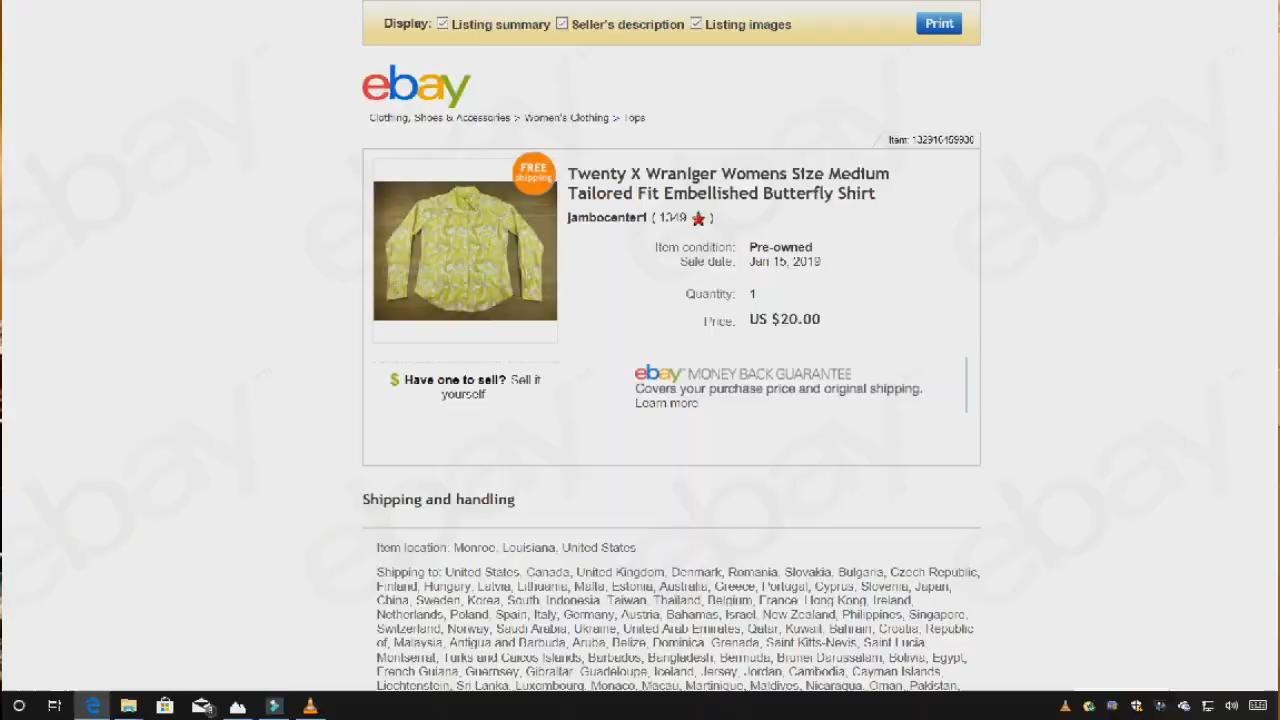 Display: Listing summary Seller's description Listing images Print
ebay
Clothing, Shoes & Accessories > Women's Clothing > Tops
Item: 132916459930
FREE
shipping
Twenty X Wranlger Womens Size Medium
Tailored Fit Embellished Butterfly Shirt
jambocenter1 ( 1349 )
Item condition: Pre-owned
Sale date: Jan 15, 2019
Quantity: 1
Price: US $20.00
$ Have one to sell? Sell it
yourself
ebay™ MONEY BACK GUARANTEE
Covers your purchase price and original shipping.
Learn more
Shipping and handling
Item location: Monroe, Louisiana, United States
Shipping to: United States, Canada, United Kingdom, Denmark, Romania, Slovakia, Bulgaria, Czech Republic,
Finland, Hungary, Latvia, Lithuania, Malta, Estonia, Australia, Greece, Portugal, Cyprus, Slovenia, Japan,
China, Sweden, Korea, South, Indonesia, Taiwan, Thailand, Belgium, France, Hong Kong, Ireland,
Netherlands, Poland, Spain, Italy, Germany, Austria, Bahamas, Israel, New Zealand, Philippines, Singapore,
Switzerland, Norway, Saudi Arabia, Ukraine, United Arab Emirates, Qatar, Kuwait, Bahrain, Croatia, Republic
of, Malaysia, Antigua and Barbuda, Aruba, Belize, Dominica, Grenada, Saint Kitts-Nevis, Saint Lucia,
Montserrat, Turks and Caicos Islands, Barbados, Bangladesh, Bermuda, Brunei Darussalam, Bolivia, Egypt,
French Guiana, Guernsey, Gibraltar, Guadeloupe, Iceland, Jersey, Jordan, Cambodia, Cayman Islands,
Liechtenstein, Sri Lanka, Luxembourg, Monaco, Macau, Martinique, Maldives, Nicaragua, Oman, Pakistan,